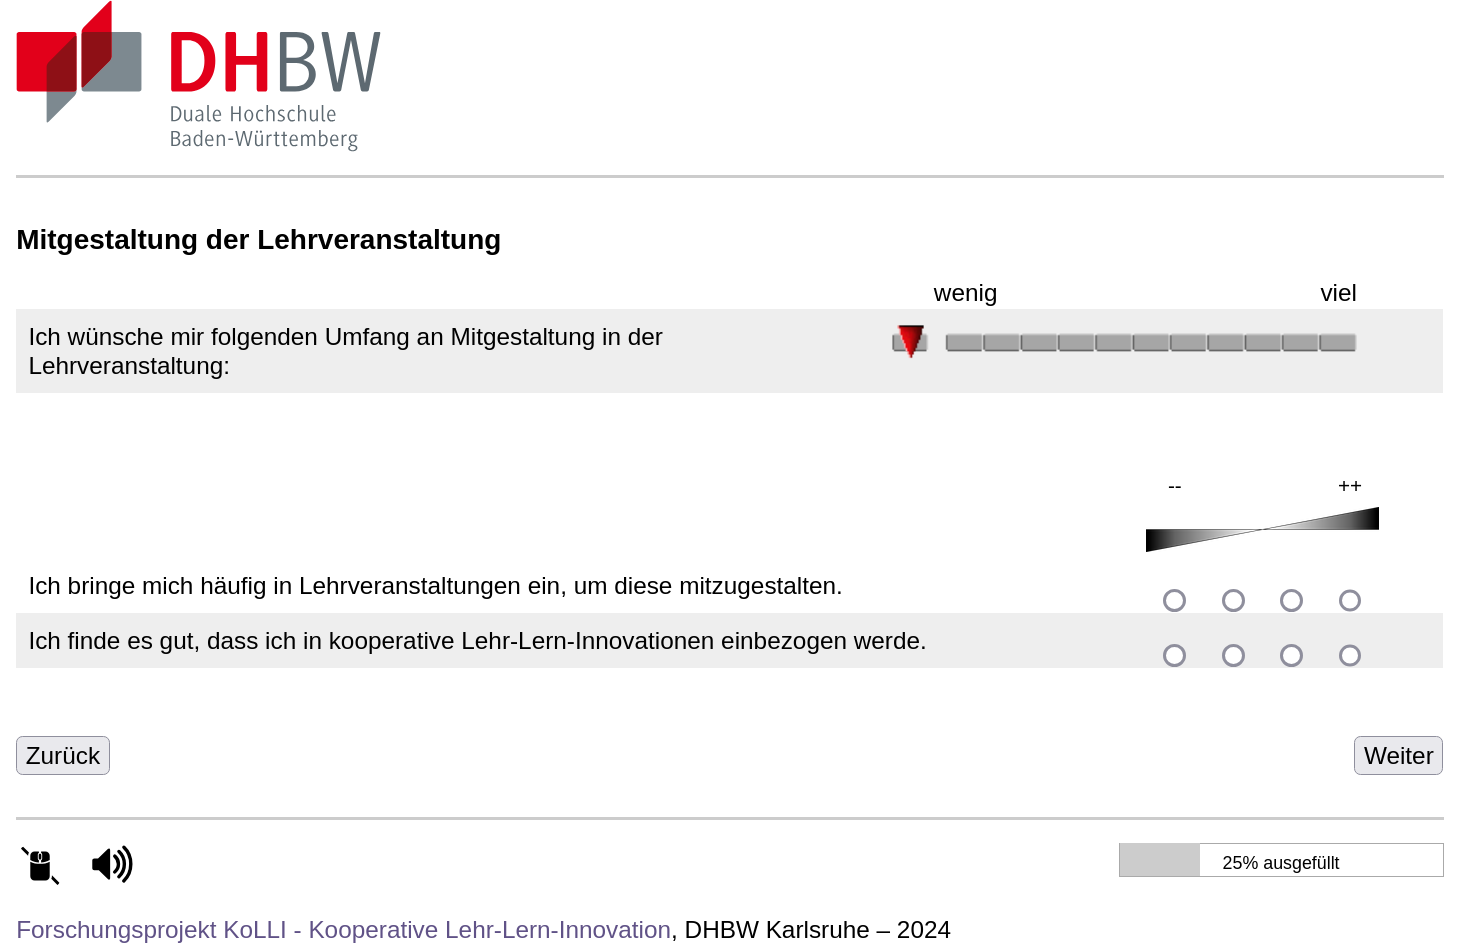 DHBW
Duale Hochschule
Baden-Württemberg
Mitgestaltung der Lehrveranstaltung
wenig viel
Ich wünsche mir folgenden Umfang an Mitgestaltung in der
Lehrveranstaltung:
-- ++
Ich bringe mich häufig in Lehrveranstaltungen ein, um diese mitzugestalten.
Ich finde es gut, dass ich in kooperative Lehr-Lern-Innovationen einbezogen werde.
Zurück Weiter
25% ausgefüllt
Forschungsprojekt KoLLI - Kooperative Lehr-Lern-Innovation, DHBW Karlsruhe – 2024